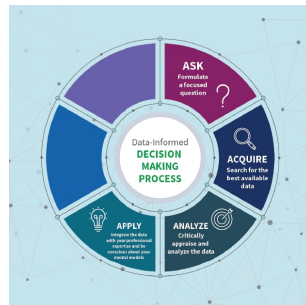 ASK
Formulate
a focused
question
Data-Informed
DECISION
MAKING
PROCESS
ACQUIRE
Search for the
best available
data
ANALYZE
Critically
appraise and
analyze the data
APPLY
Integrate the data
with your professional
expertise and be
conscious about your
mental models